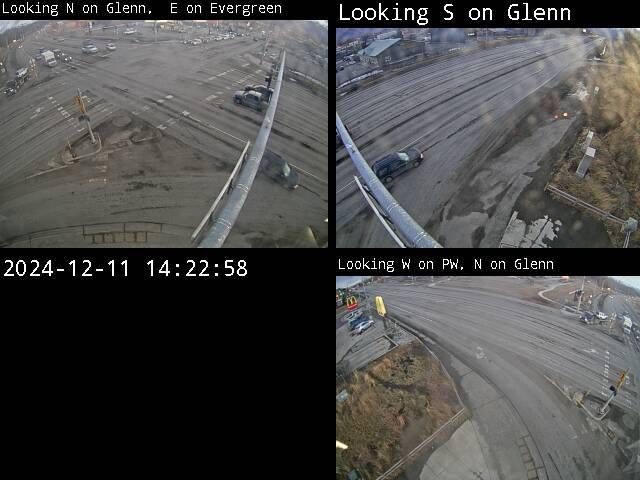 Looking N on Glenn, E on Evergreen
Looking S on Glenn
2024-12-11 14:22:58
Looking W on PW, N on Glenn